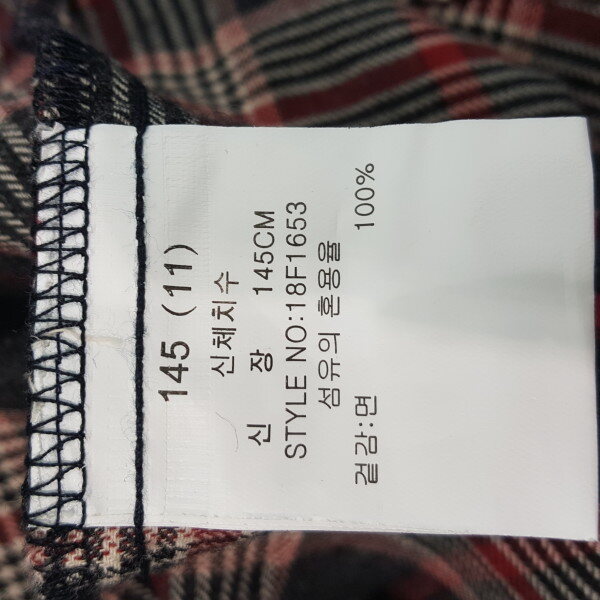 145 (11)
신체치수
신 장 145CM
STYLE NO:18F1653
섬유의 혼용율
겉감:면 100%